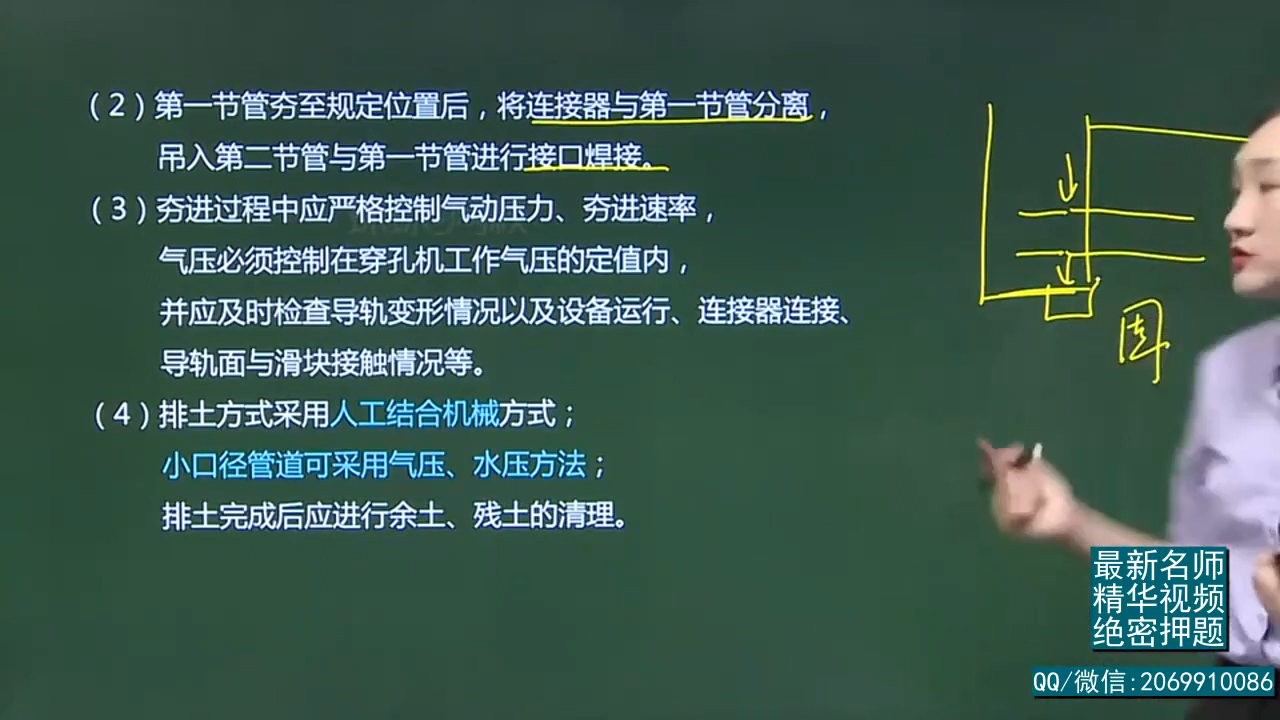 （2）第一节管夯至规定位置后，将连接器与第一节管分离，
吊入第二节管与第一节管进行接口焊接。
（3）夯进过程中应严格控制气动压力、夯进速率，
气压必须控制在穿孔机工作气压的定值内，
并应及时检查导轨变形情况以及设备运行、连接器连接、
导轨面与滑块接触情况等。
（4）排土方式采用人工结合机械方式；
小口径管道可采用气压、水压方法；
排土完成后应进行余土、残土的清理。
最新名师
精华视频
绝密押题
QQ/微信:2069910086